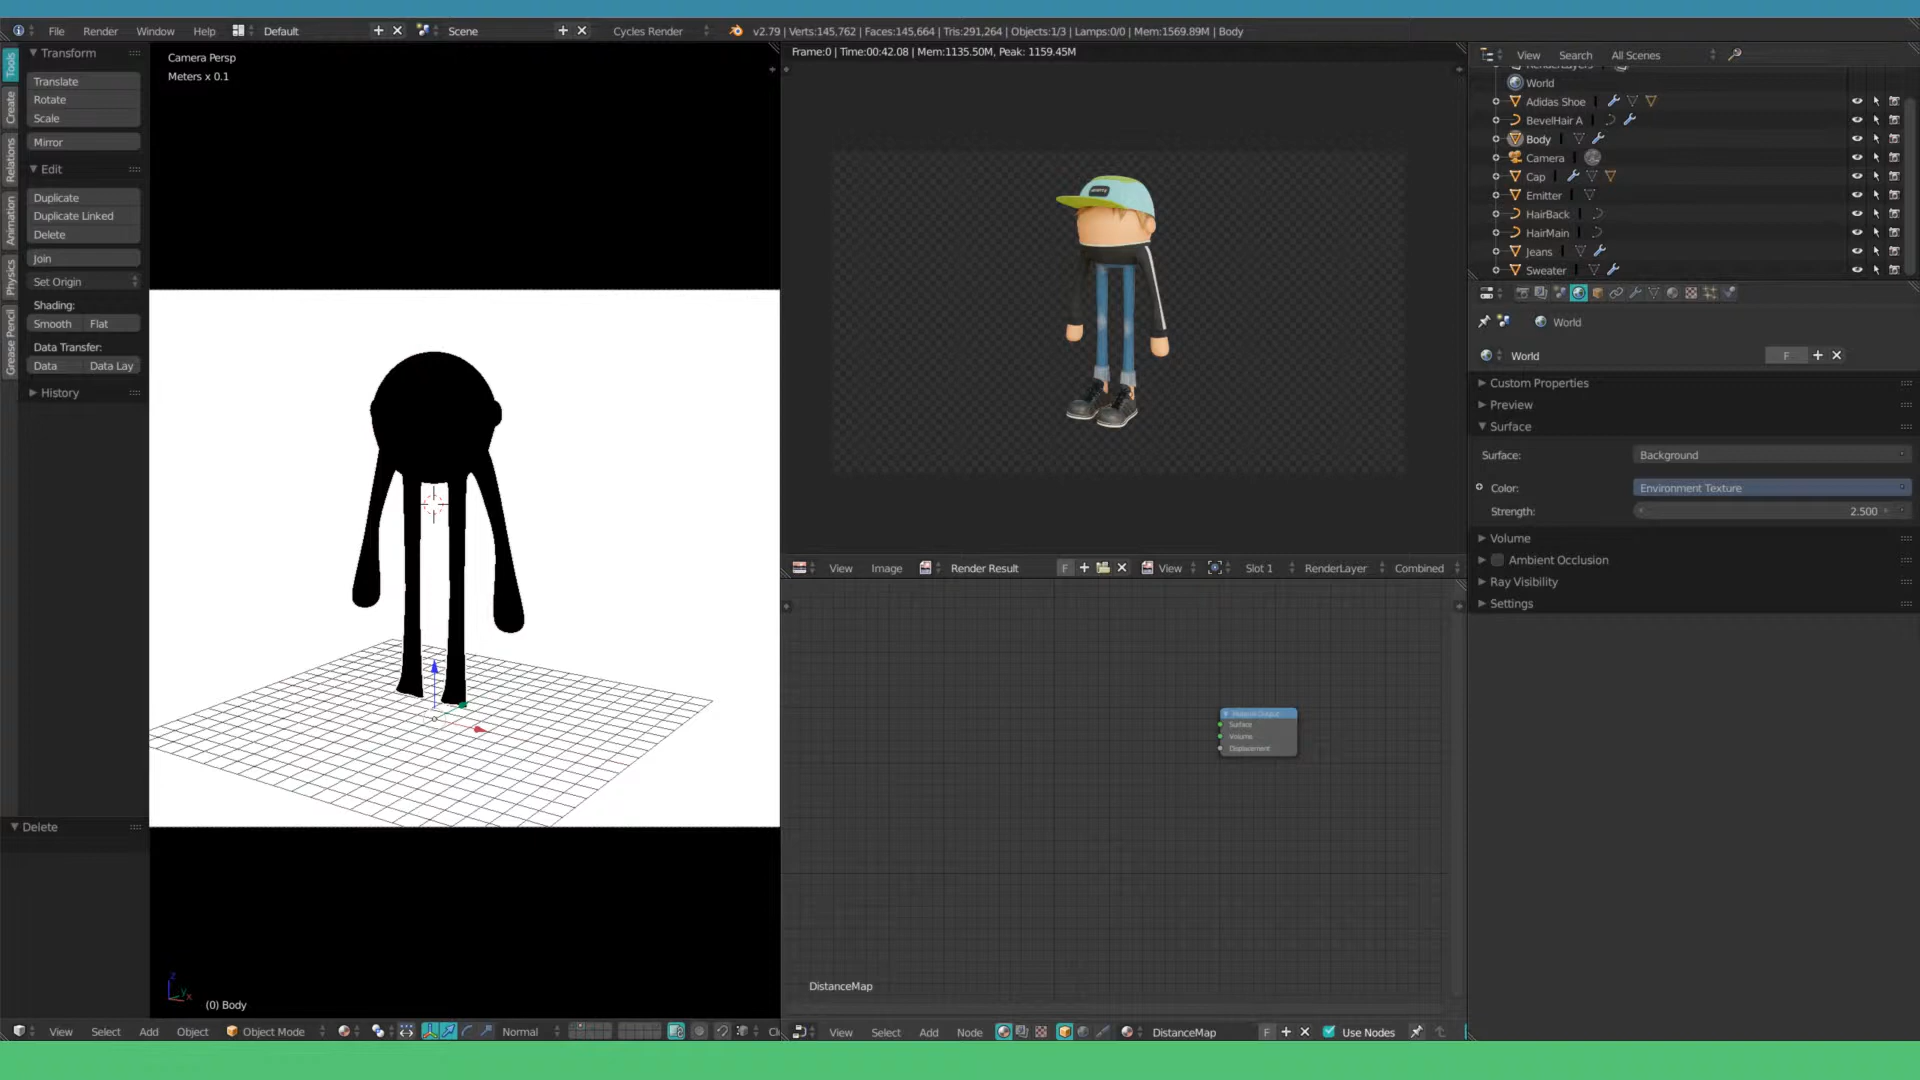 File Render Window Help Default Scene Cycles Render v2.79 | Verts:145,762 | Faces:145,664 | Tris:291,264 | Objects:1/3 | Lamps:0/0 | Mem:1569.89M | Body
Tools
Create
Relations
Animation
Physics
Grease Pencil
Transform
Translate
Rotate
Scale
Mirror
Edit
Duplicate
Duplicate Linked
Delete
Join
Set Origin
Shading:
Smooth Flat
Data Transfer:
Data Data Lay
History
Delete
Camera Persp
Meters x 0.1
(0) Body
View Select Add Object Object Mode Normal
Frame:0 | Time:00:42.08 | Mem:1135.50M, Peak: 1159.45M
View Image Render Result F View Slot 1 RenderLayer Combined
Material Output
Surface
Volume
Displacement
DistanceMap
View Select Add Node DistanceMap F Use Nodes
View Search All Scenes
RenderLayers
World
Adidas Shoe
BevelHair A
Body
Camera
Cap
Emitter
HairBack
HairMain
Jeans
Sweater
World
World F
Custom Properties
Preview
Surface
Surface: Background
Color: Environment Texture
Strength: 2.500
Volume
Ambient Occlusion
Ray Visibility
Settings